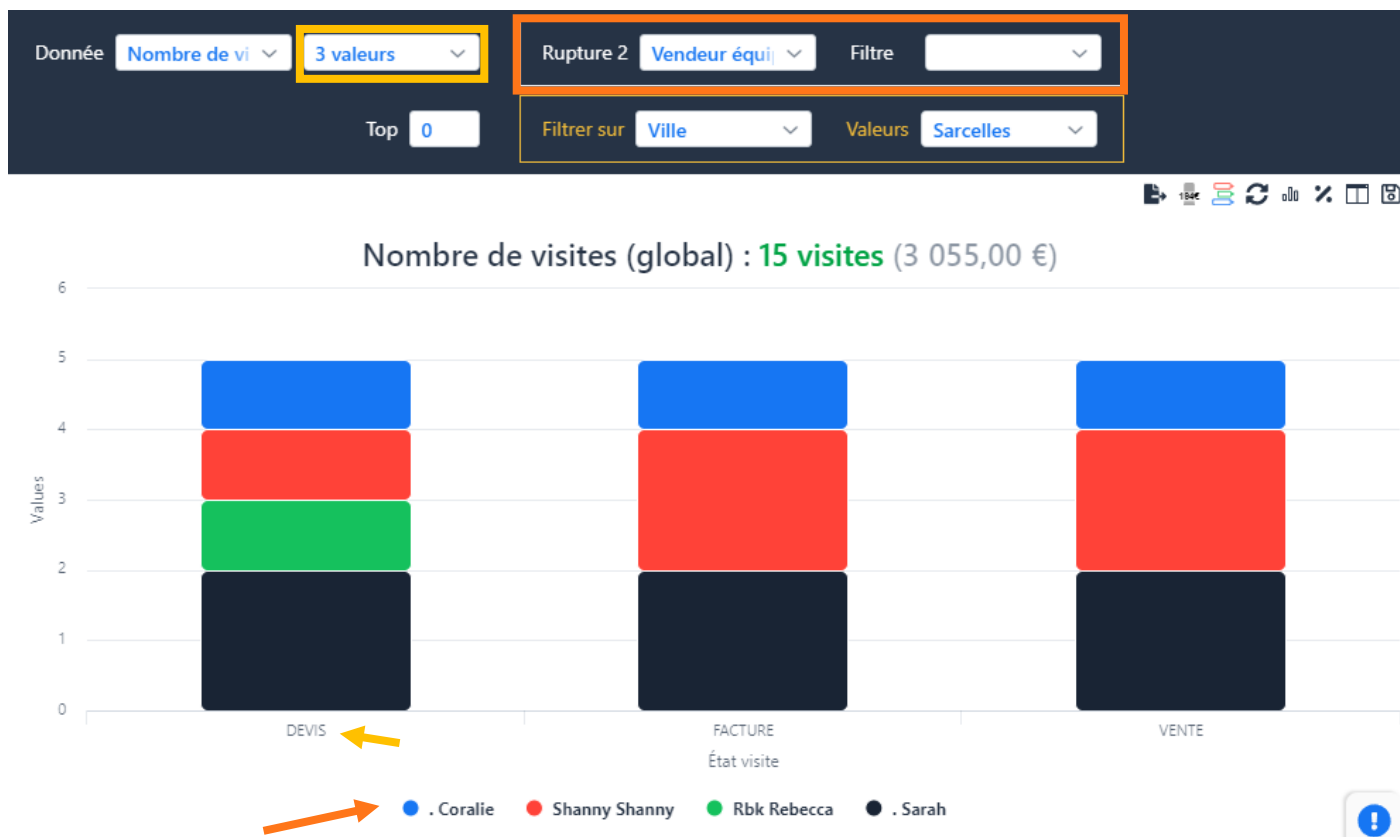 Donnée Nombre de vi 3 valeurs Rupture 2 Vendeur équi Filtre
Top 0 Filtrer sur Ville Valeurs Sarcelles
184€
Nombre de visites (global) : 15 visites (3 055,00 €)
6
5
4
3
2
1
0
Values
DEVIS FACTURE VENTE
État visite
. Coralie Shanny Shanny Rbk Rebecca . Sarah